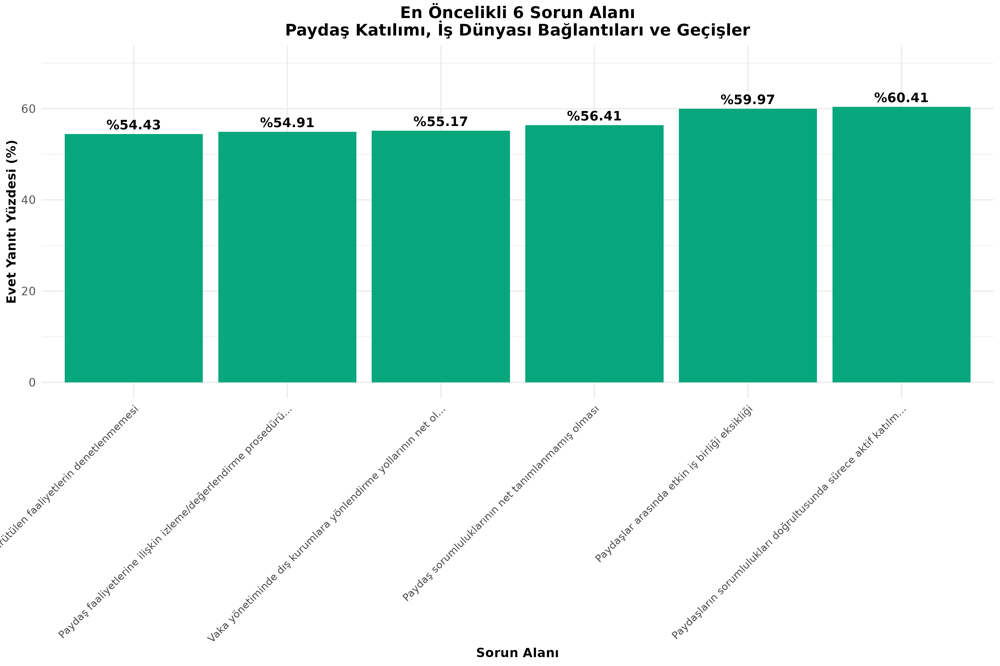 En Öncelikli 6 Sorun Alanı
Paydaş Katılımı, İş Dünyası Bağlantıları ve Geçişler
Evet Yanıtı Yüzdesi (%)
60
40
20
0
%54.43
%54.91
%55.17
%56.41
%59.97
%60.41
faaliyetlerin denetlenmemesi
Paydaş faaliyetlerine ilişkin izleme/değerlendirme prosedürü...
Vaka yönetiminde dış kurumlara yönlendirme yollarının net ol...
Paydaş sorumluluklarının net tanımlanmamış olması
Paydaşlar arasında etkin iş birliği eksikliği
Paydaşların sorumlulukları doğrultusunda sürece aktif katılm...
Sorun Alanı